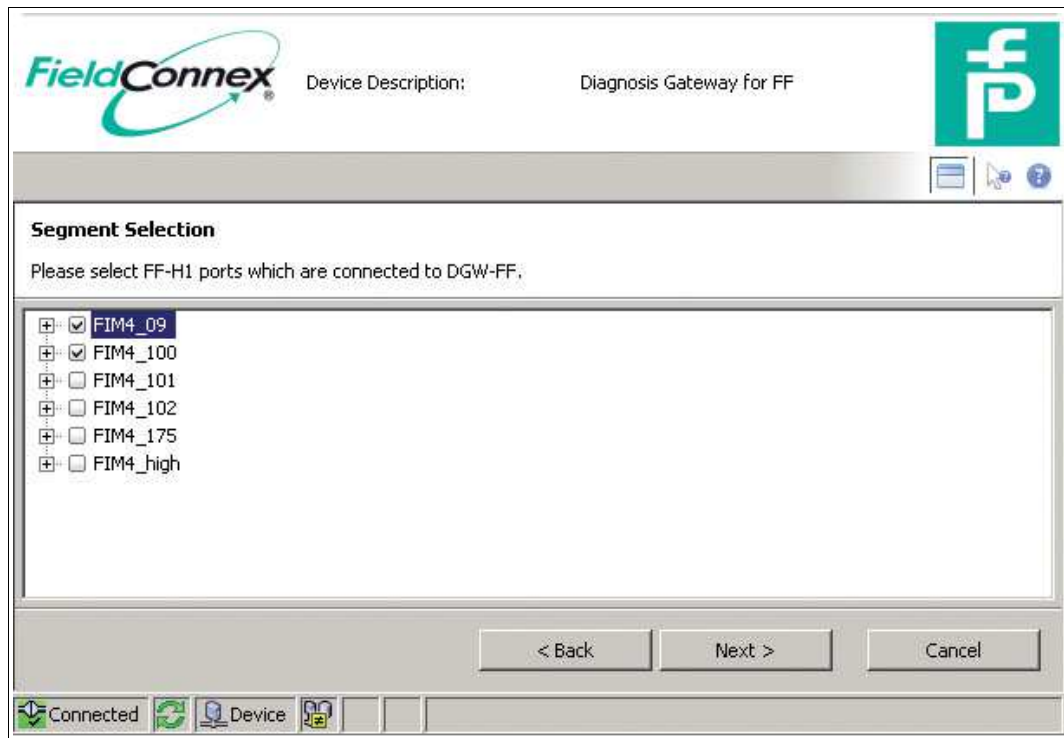 FieldConnex®
Device Description: Diagnosis Gateway for FF
Segment Selection
Please select FF-H1 ports which are connected to DGW-FF.
FIM4_09
FIM4_100
FIM4_101
FIM4_102
FIM4_175
FIM4_high
< Back Next > Cancel
Connected Device